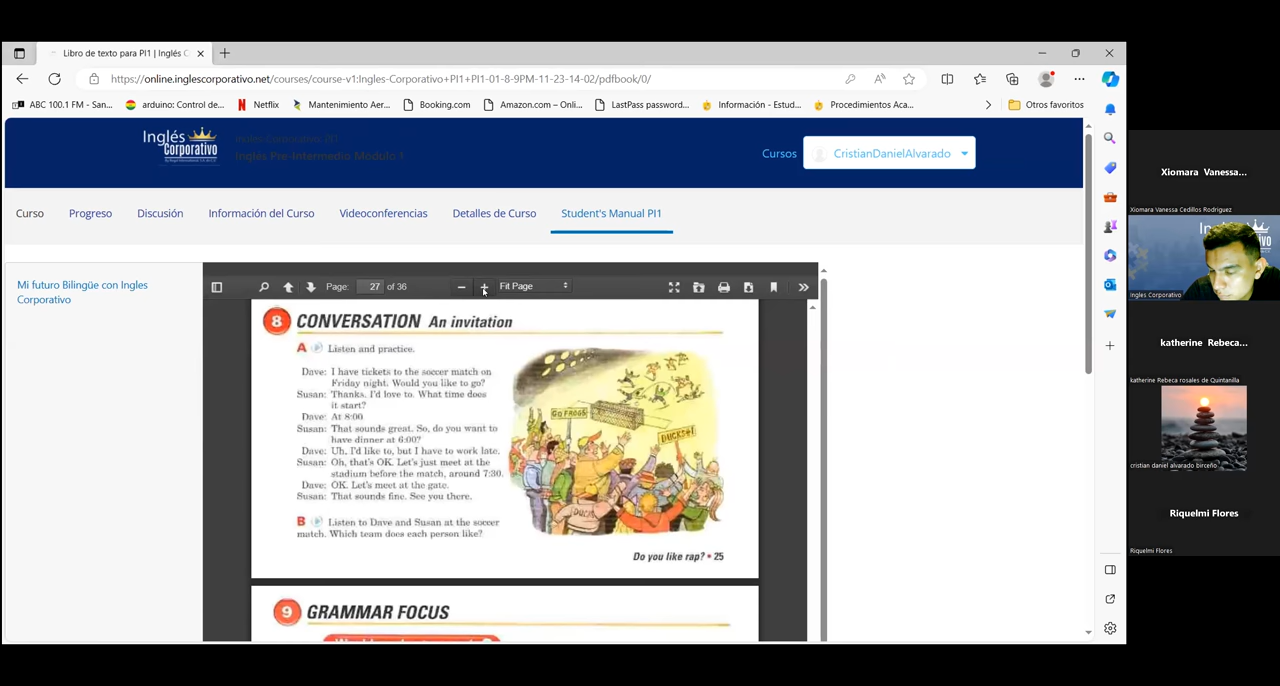 Libro de texto para PI1 | Inglés C
https://online.inglescorporativo.net/courses/course-v1:Ingles-Corporativo+PI1+PI1-01-8-9PM-11-23-14-02/pdfbook/0/
ABC 100.1 FM - San...
arduino: Control de...
Netflix
Mantenimiento Aer...
Booking.com
Amazon.com – Onli...
LastPass password...
Información - Estud...
Procedimientos Aca...
Otros favoritos
Inglés
Corporativo
Ingles Corporativo PI1
Ingles Pre-Intermedio Modulo 1
Cursos
CristianDanielAlvarado
Curso
Progreso
Discusión
Información del Curso
Videoconferencias
Detalles de Curso
Student's Manual PI1
Mi futuro Bilingüe con Ingles
Corporativo
Page: 27 of 36
Fit Page
8 CONVERSATION An invitation
A Listen and practice.
Dave: I have tickets to the soccer match on
Friday night. Would you like to go?
Susan: Thanks. I'd love to. What time does
it start?
Dave: At 8:00
Susan: That sounds great. So, do you want to
have dinner at 6:00?
Dave: Uh, I'd like to, but I have to work late.
Susan: Oh, that's OK. Let's just meet at the
stadium before the match, around 7:30.
Dave: OK. Let's meet at the gate.
Susan: That sounds fine. See you there.
GO FROGS
DUCKS#1
B Listen to Dave and Susan at the soccer
match. Which team does each person like?
Do you like rap? • 25
9 GRAMMAR FOCUS
Xiomara Vanessa...
Xiomara Vanessa Cedillos Rodriguez
Ingles Corporativo
katherine Rebeca...
katherine Rebeca rosales de Quintanilla
cristian daniel alvarado birceño
Riquelmi Flores
Riquelmi Flores